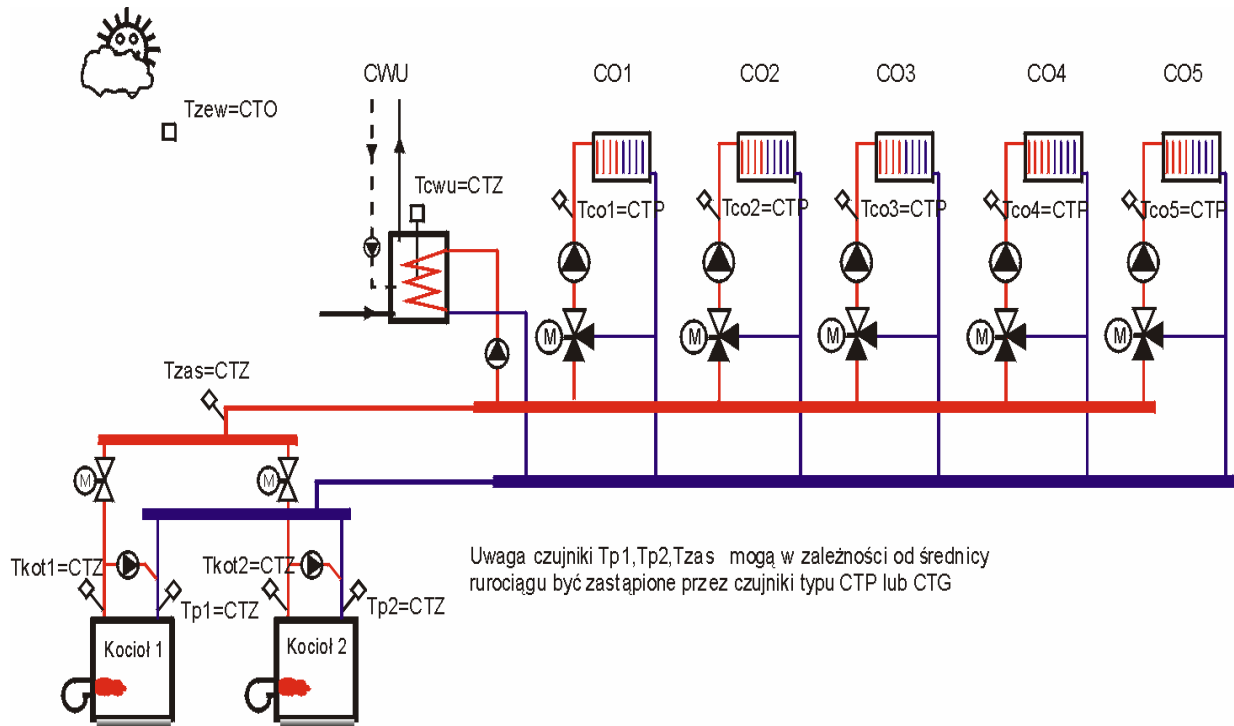 CWU CO1 CO2 CO3 CO4 CO5
Tzew=CTO
Tcwu=CTZ
Tco1=CTP Tco2=CTP Tco3=CTP Tco4=CTP Tco5=CTP
M M M M M
Tzas=CTZ
M M
Uwaga czujniki Tp1,Tp2,Tzas mogą w zależności od średnicy
rurociągu być zastąpione przez czujniki typu CTP lub CTG
Tkot1=CTZ Tkot2=CTZ
Tp1=CTZ Tp2=CTZ
Kocioł 1 Kocioł 2